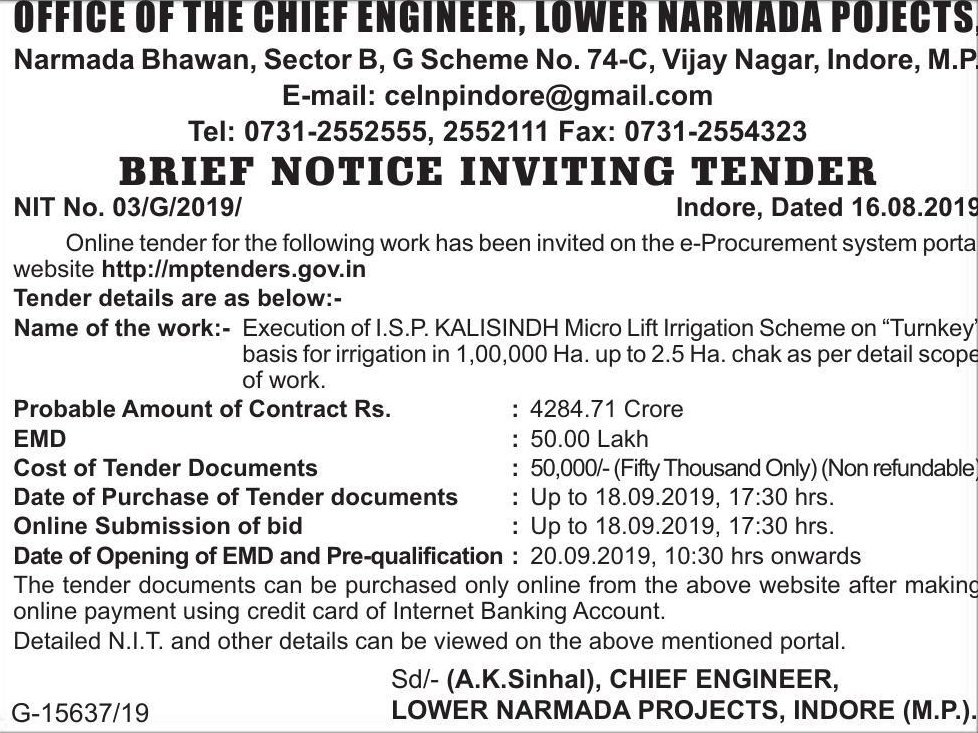 OFFICE OF THE CHIEF ENGINEER, LOWER NARMADA POJECTS,
Narmada Bhawan, Sector B, G Scheme No. 74-C, Vijay Nagar, Indore, M.P.
E-mail: celnpindore@gmail.com
Tel: 0731-2552555, 2552111 Fax: 0731-2554323
BRIEF NOTICE INVITING TENDER
NIT No. 03/G/2019/ Indore, Dated 16.08.2019
Online tender for the following work has been invited on the e-Procurement system porta
website http://mptenders.gov.in
Tender details are as below:-
Name of the work:- Execution of I.S.P. KALISINDH Micro Lift Irrigation Scheme on “Turnkey”
basis for irrigation in 1,00,000 Ha. up to 2.5 Ha. chak as per detail scope
of work.
Probable Amount of Contract Rs. : 4284.71 Crore
EMD : 50.00 Lakh
Cost of Tender Documents : 50,000/- (Fifty Thousand Only) (Non refundable)
Date of Purchase of Tender documents : Up to 18.09.2019, 17:30 hrs.
Online Submission of bid : Up to 18.09.2019, 17:30 hrs.
Date of Opening of EMD and Pre-qualification : 20.09.2019, 10:30 hrs onwards
The tender documents can be purchased only online from the above website after making
online payment using credit card of Internet Banking Account.
Detailed N.I.T. and other details can be viewed on the above mentioned portal.
Sd/- (A.K.Sinhal), CHIEF ENGINEER,
G-15637/19 LOWER NARMADA PROJECTS, INDORE (M.P.).